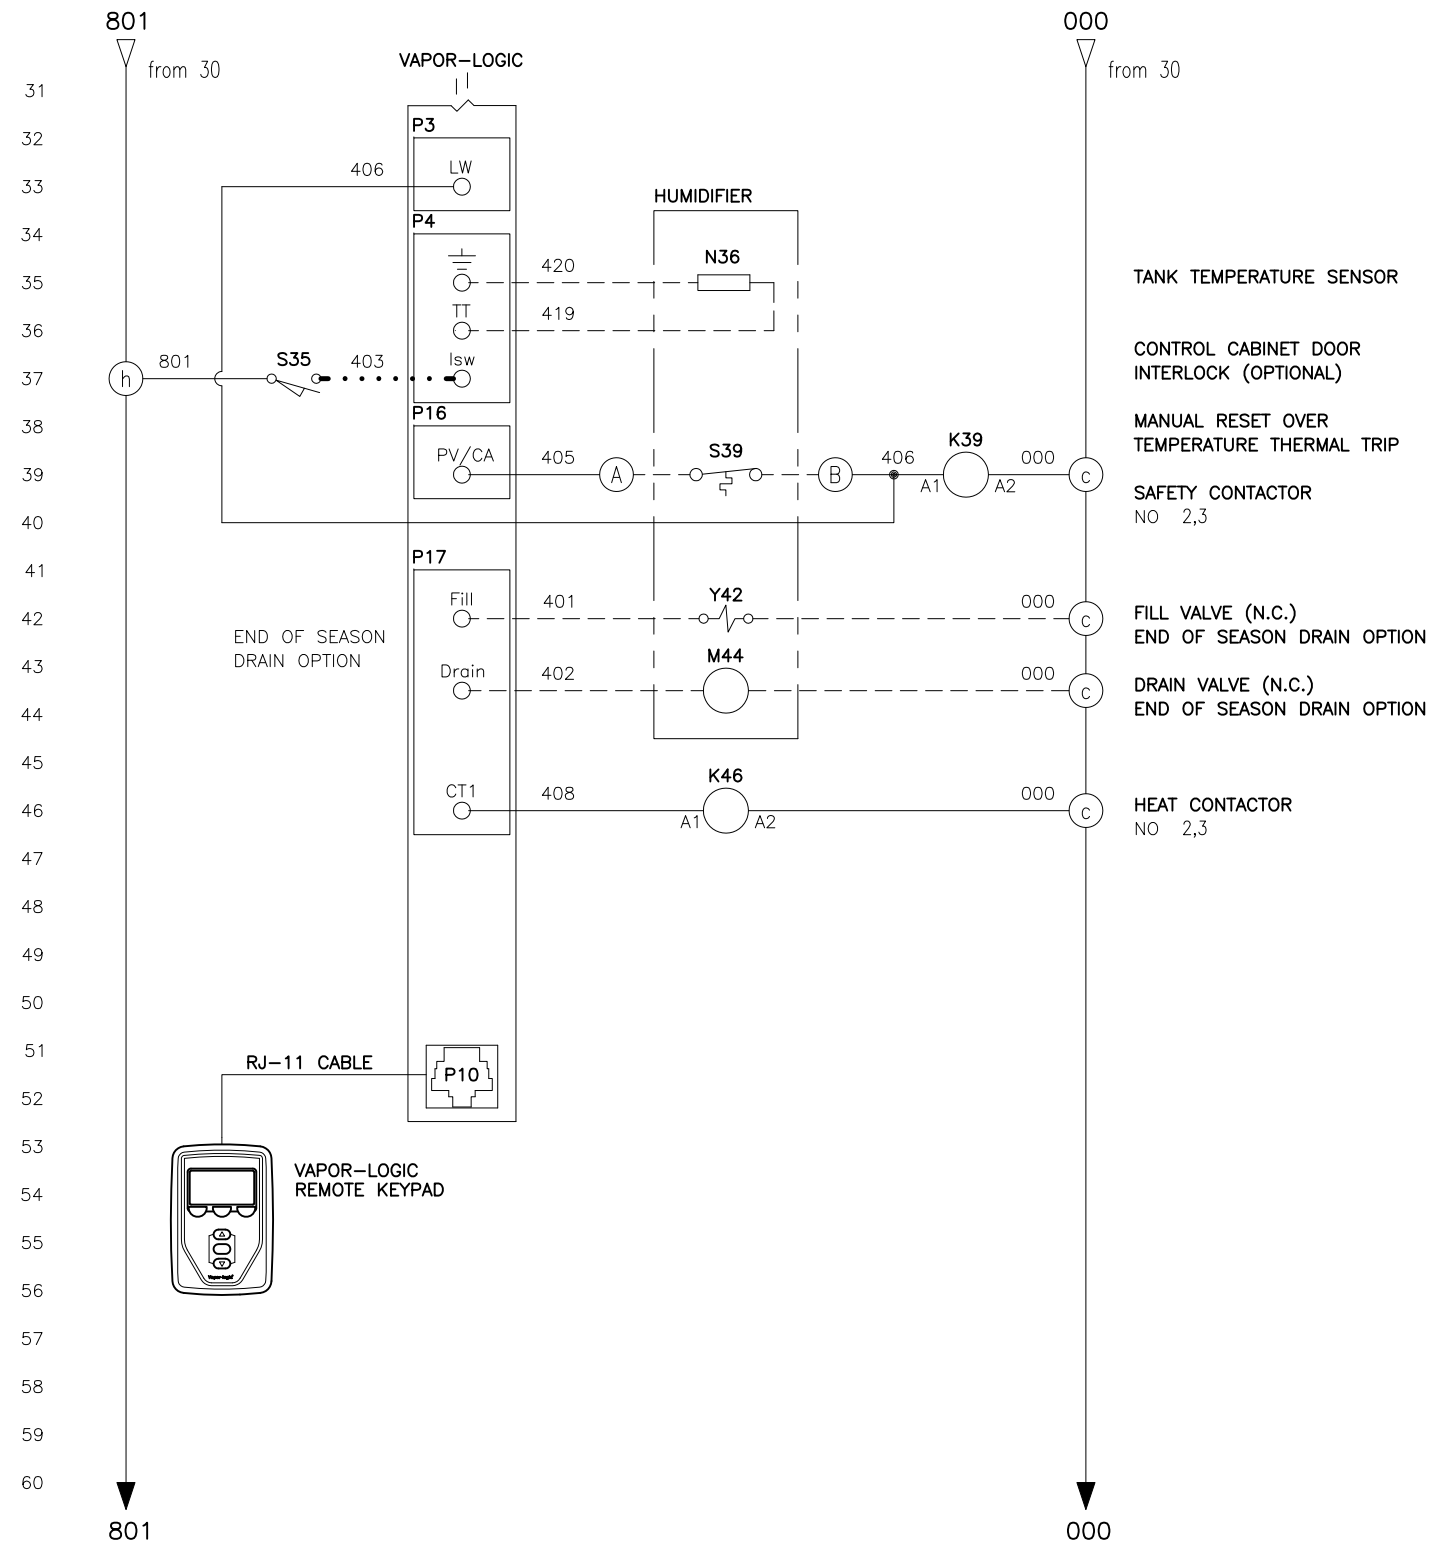 801
000
from 30
from 30
VAPOR-LOGIC
31
32
P3
33
406
LW
HUMIDIFIER
34
P4
35
420
N36
TANK TEMPERATURE SENSOR
36
TT
419
37
h
801
S35
403
Isw
CONTROL CABINET DOOR
INTERLOCK (OPTIONAL)
38
P16
MANUAL RESET OVER
TEMPERATURE THERMAL TRIP
39
PV/CA
405
A
S39
B
406
A1
K39
A2
000
c
SAFETY CONTACTOR
NO 2,3
40
41
P17
42
Fill
401
Y42
000
c
FILL VALVE (N.C.)
END OF SEASON DRAIN OPTION
END OF SEASON
DRAIN OPTION
43
Drain
402
M44
000
c
DRAIN VALVE (N.C.)
END OF SEASON DRAIN OPTION
44
45
46
CT1
408
A1
K46
A2
000
c
HEAT CONTACTOR
NO 2,3
47
48
49
50
51
RJ-11 CABLE
P10
52
53
VAPOR-LOGIC
REMOTE KEYPAD
54
55
Vapor-logic
56
57
58
59
60
801
000